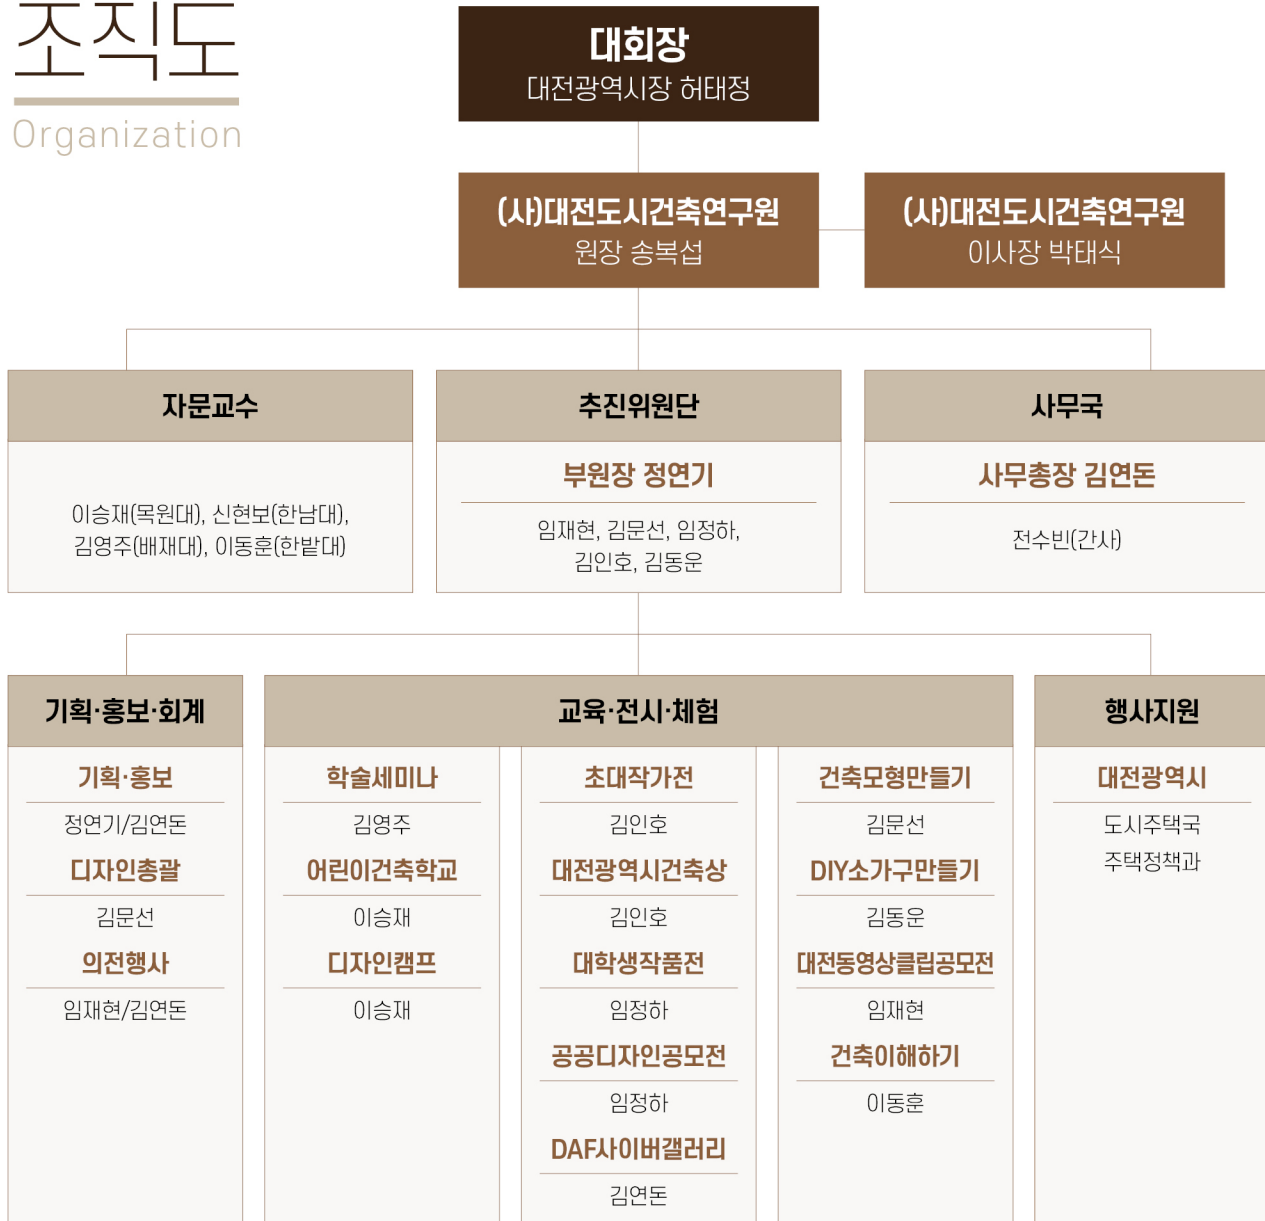 조직도
Organization
대회장
대전광역시장 허태정
(사)대전도시건축연구원
원장 송복섭
(사)대전도시건축연구원
이사장 박태식
자문교수
이승재(목원대), 신현보(한남대),
김영주(배재대), 이동훈(한밭대)
추진위원단
부원장 정연기
임재현, 김문선, 임정하,
김인호, 김동운
사무국
사무총장 김연돈
전수빈(간사)
기획·홍보·회계
기획·홍보
정연기/김연돈
디자인총괄
김문선
의전행사
임재현/김연돈
교육·전시·체험
학술세미나
김영주
어린이건축학교
이승재
디자인캠프
이승재
초대작가전
김인호
대전광역시건축상
김인호
대학생작품전
임정하
공공디자인공모전
임정하
DAF사이버갤러리
김연돈
건축모형만들기
김문선
DIY소가구만들기
김동운
대전동영상클립공모전
임재현
건축이해하기
이동훈
행사지원
대전광역시
도시주택국
주택정책과